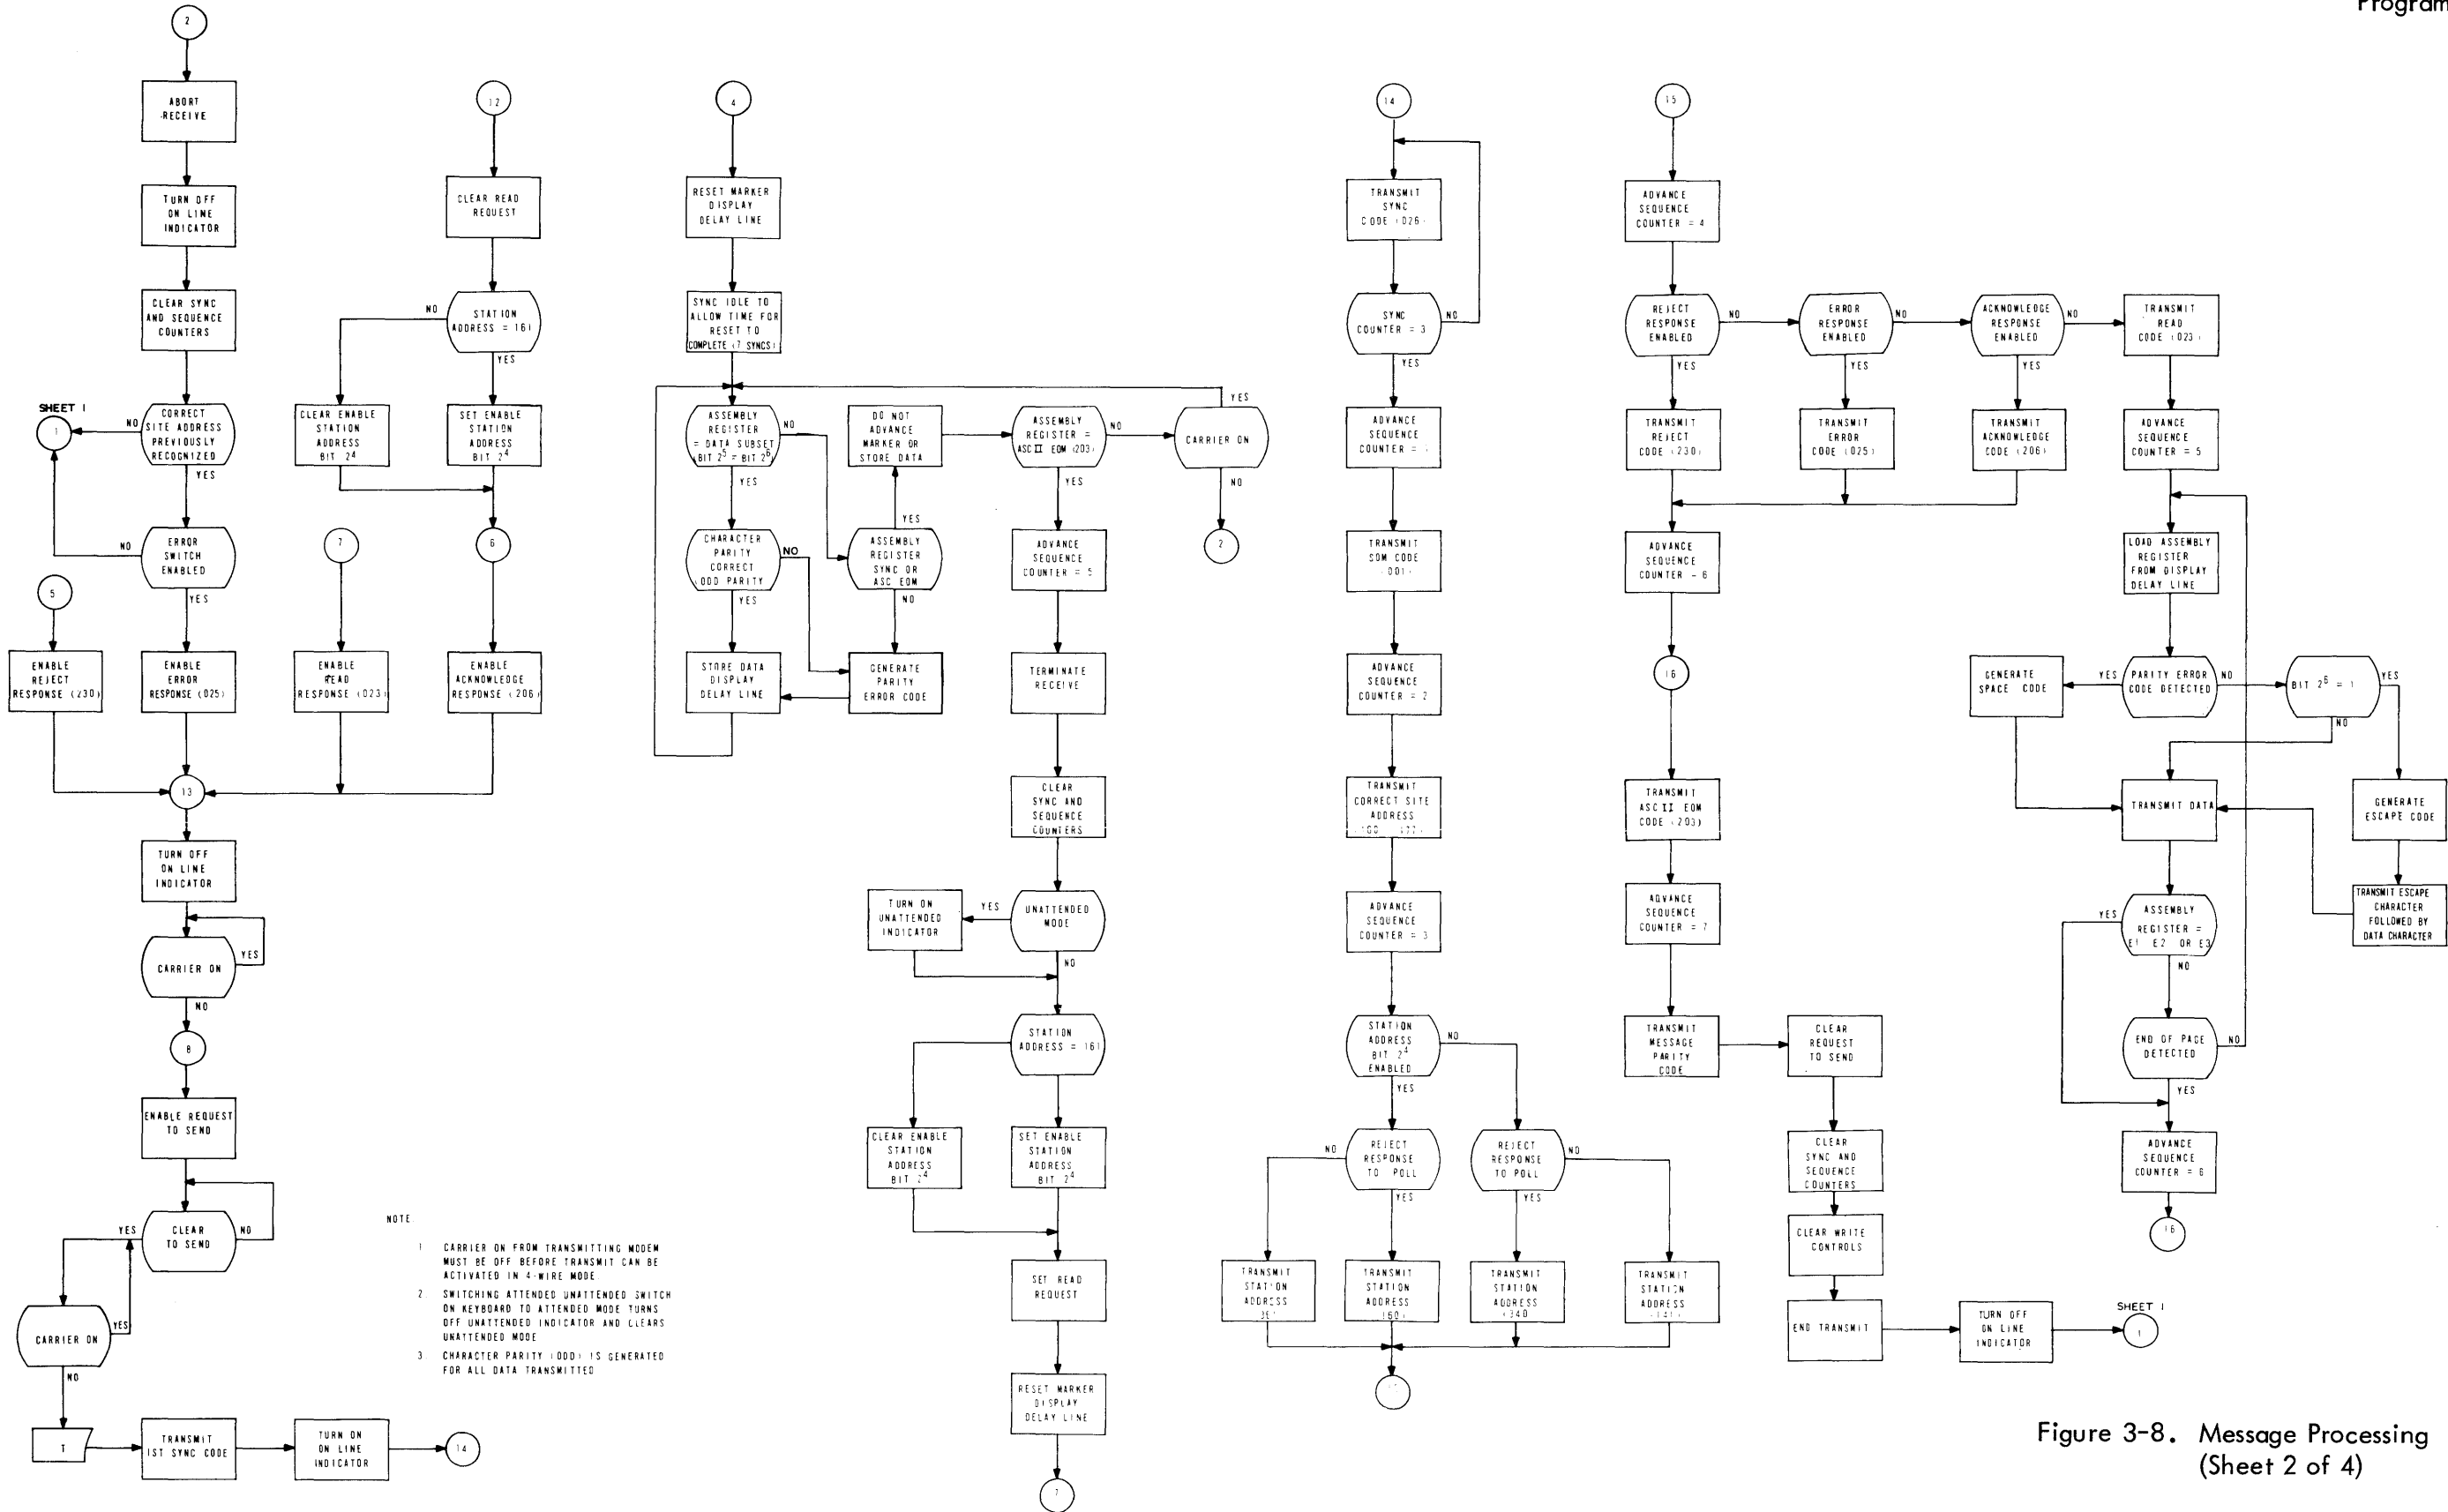 Program
2
ABORT
RECEIVE
TURN OFF
ON LINE
INDICATOR
CLEAR SYNC
AND SEQUENCE
COUNTERS
SHEET 1
1
NO
CORRECT
SITE ADDRESS
PREVIOUSLY
RECOGNIZED
YES
NO
ERROR
SWITCH
ENABLED
YES
5
ENABLE
REJECT
RESPONSE (230)
ENABLE
ERROR
RESPONSE (025)
7
ENABLE
READ
RESPONSE (023)
12
CLEAR READ
REQUEST
NO
STATION
ADDRESS = 161
YES
CLEAR ENABLE
STATION
ADDRESS
BIT 2⁴
SET ENABLE
STATION
ADDRESS
BIT 2⁴
6
ENABLE
ACKNOWLEDGE
RESPONSE (206)
13
TURN OFF
ON LINE
INDICATOR
CARRIER ON
YES
NO
8
ENABLE REQUEST
TO SEND
YES
CLEAR
TO SEND
NO
CARRIER ON
YES
NO
T
TRANSMIT
1ST SYNC CODE
TURN ON
ON LINE
INDICATOR
14
NOTE
1 CARRIER ON FROM TRANSMITTING MODEM
MUST BE OFF BEFORE TRANSMIT CAN BE
ACTIVATED IN 4-WIRE MODE
2. SWITCHING ATTENDED UNATTENDED SWITCH
ON KEYBOARD TO ATTENDED MODE TURNS
OFF UNATTENDED INDICATOR AND CLEARS
UNATTENDED MODE
3. CHARACTER PARITY (ODD) IS GENERATED
FOR ALL DATA TRANSMITTED
4
RESET MARKER
DISPLAY
DELAY LINE
SYNC IDLE TO
ALLOW TIME FOR
RESET TO
COMPLETE (7 SYNCS)
ASSEMBLY
REGISTER
= DATA SUBSET
(BIT 2⁵ = BIT 2⁶)
NO
YES
CHARACTER
PARITY
CORRECT
(ODD PARITY
NO
YES
STORE DATA
DISPLAY
DELAY LINE
DO NOT
ADVANCE
MARKER OR
STORE DATA
YES
ASSEMBLY
REGISTER
SYNC OR
ASC EOM
NO
GENERATE
PARITY
ERROR CODE
ASSEMBLY
REGISTER =
ASCII EOM (203)
NO
YES
CARRIER ON
YES
NO
2
ADVANCE
SEQUENCE
COUNTER = 5
TERMINATE
RECEIVE
CLEAR
SYNC AND
SEQUENCE
COUNTERS
TURN ON
UNATTENDED
INDICATOR
YES
UNATTENDED
MODE
NO
STATION
ADDRESS = 161
CLEAR ENABLE
STATION
ADDRESS
BIT 2⁴
SET ENABLE
STATION
ADDRESS
BIT 2⁴
SET READ
REQUEST
RESET MARKER
DISPLAY
DELAY LINE
14
TRANSMIT
SYNC
CODE (026)
SYNC
COUNTER = 3
NO
YES
ADVANCE
SEQUENCE
COUNTER =
TRANSMIT
SOM CODE
(001)
ADVANCE
SEQUENCE
COUNTER = 2
TRANSMIT
CORRECT SITE
ADDRESS
ADVANCE
SEQUENCE
COUNTER = 3
STATION
ADDRESS
BIT 2⁴
ENABLED
NO
YES
NO
REJECT
RESPONSE
TO POLL
YES
REJECT
RESPONSE
TO POLL
NO
YES
TRANSMIT
STATION
ADDRESS
TRANSMIT
STATION
ADDRESS
TRANSMIT
STATION
ADDRESS
TRANSMIT
STATION
ADDRESS
15
ADVANCE
SEQUENCE
COUNTER = 4
REJECT
RESPONSE
ENABLED
NO
YES
ERROR
RESPONSE
ENABLED
NO
YES
ACKNOWLEDGE
RESPONSE
ENABLED
NO
YES
TRANSMIT
READ
CODE (023)
TRANSMIT
REJECT
CODE (230)
TRANSMIT
ERROR
CODE (025)
TRANSMIT
ACKNOWLEDGE
CODE (206)
ADVANCE
SEQUENCE
COUNTER = 5
ADVANCE
SEQUENCE
COUNTER - 6
16
TRANSMIT
ASCII EOM
CODE (203)
ADVANCE
SEQUENCE
COUNTER = 7
TRANSMIT
MESSAGE
PARITY
CODE
CLEAR
REQUEST
TO SEND
CLEAR
SYNC AND
SEQUENCE
COUNTERS
CLEAR WRITE
CONTROLS
END TRANSMIT
TURN OFF
ON LINE
INDICATOR
SHEET 1
1
LOAD ASSEMBLY
REGISTER
FROM DISPLAY
DELAY LINE
GENERATE
SPACE CODE
YES
PARITY ERROR
CODE DETECTED
NO
BIT 2⁶ = 1
YES
NO
TRANSMIT DATA
GENERATE
ESCAPE CODE
TRANSMIT ESCAPE
CHARACTER
FOLLOWED BY
DATA CHARACTER
YES
ASSEMBLY
REGISTER =
E1 E2 OR E3
NO
END OF PAGE
DETECTED
NO
YES
ADVANCE
SEQUENCE
COUNTER = 6
16
Figure 3-8. Message Processing
(Sheet 2 of 4)